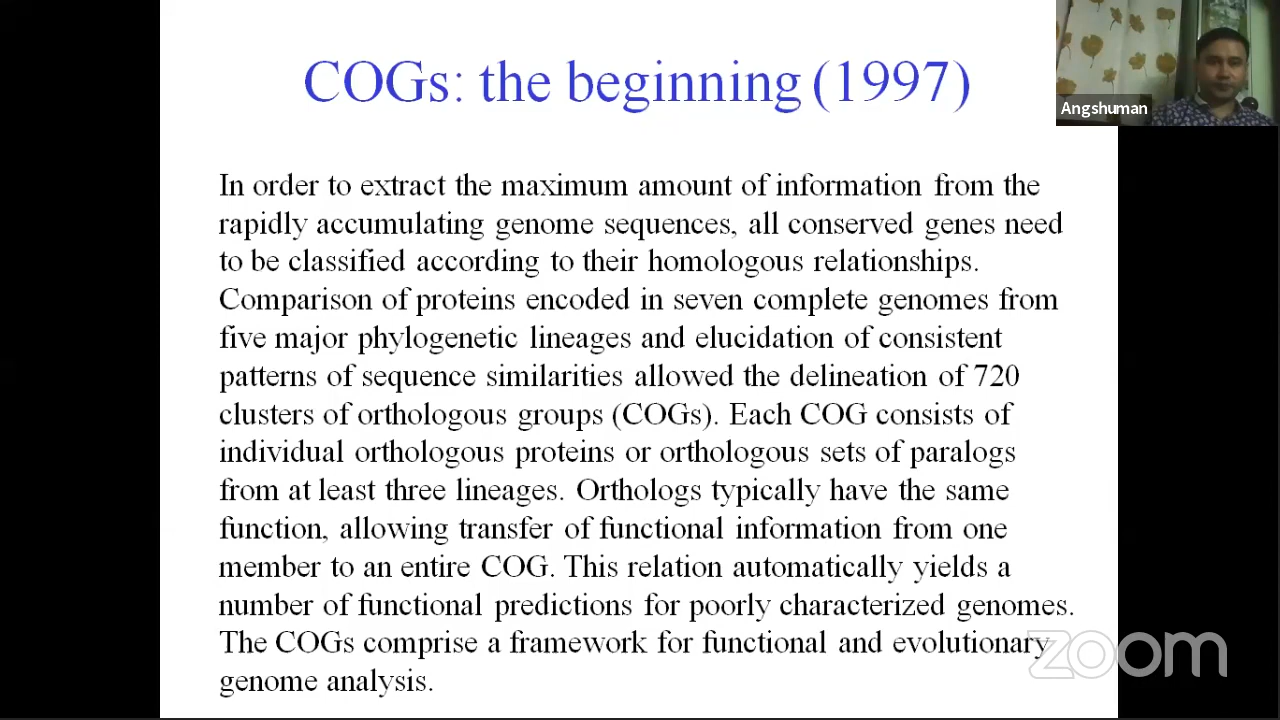 COGs: the beginning (1997)
Angshuman
In order to extract the maximum amount of information from the
rapidly accumulating genome sequences, all conserved genes need
to be classified according to their homologous relationships.
Comparison of proteins encoded in seven complete genomes from
five major phylogenetic lineages and elucidation of consistent
patterns of sequence similarities allowed the delineation of 720
clusters of orthologous groups (COGs). Each COG consists of
individual orthologous proteins or orthologous sets of paralogs
from at least three lineages. Orthologs typically have the same
function, allowing transfer of functional information from one
member to an entire COG. This relation automatically yields a
number of functional predictions for poorly characterized genomes.
The COGs comprise a framework for functional and evolutionary
genome analysis.
zoom